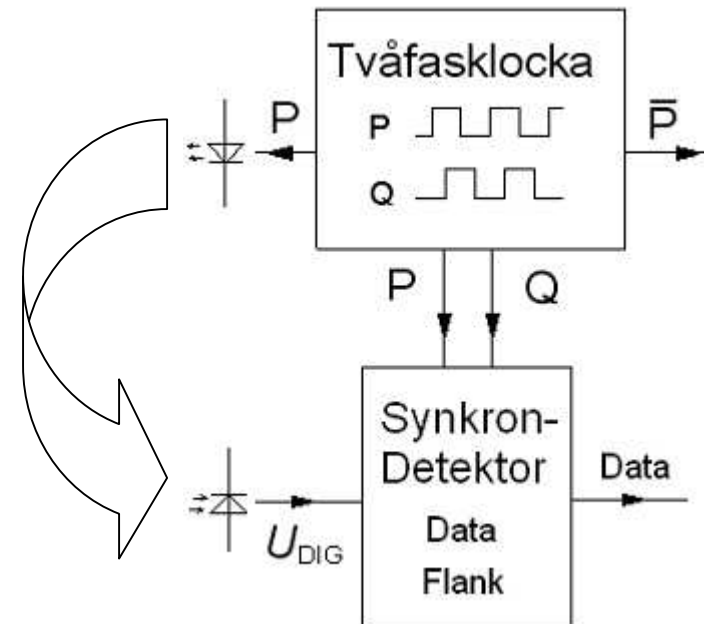 Tvåfasklocka
P
P
P̅
Q
P
Q
Synkron-
Detektor
Data
U_DIG
Data
Flank